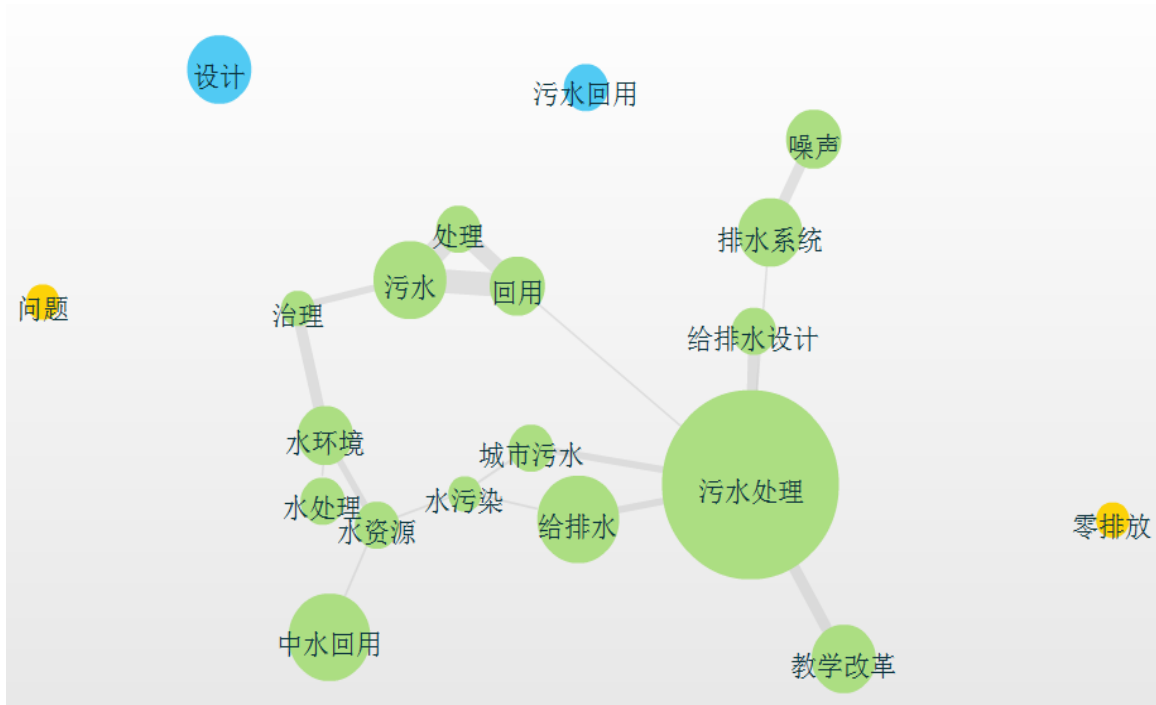 设计
污水回用
噪声
处理
排水系统
污水
回用
问题
治理
给排水设计
水环境
城市污水
污水处理
水处理
水污染
水资源
给排水
零排放
中水回用
教学改革